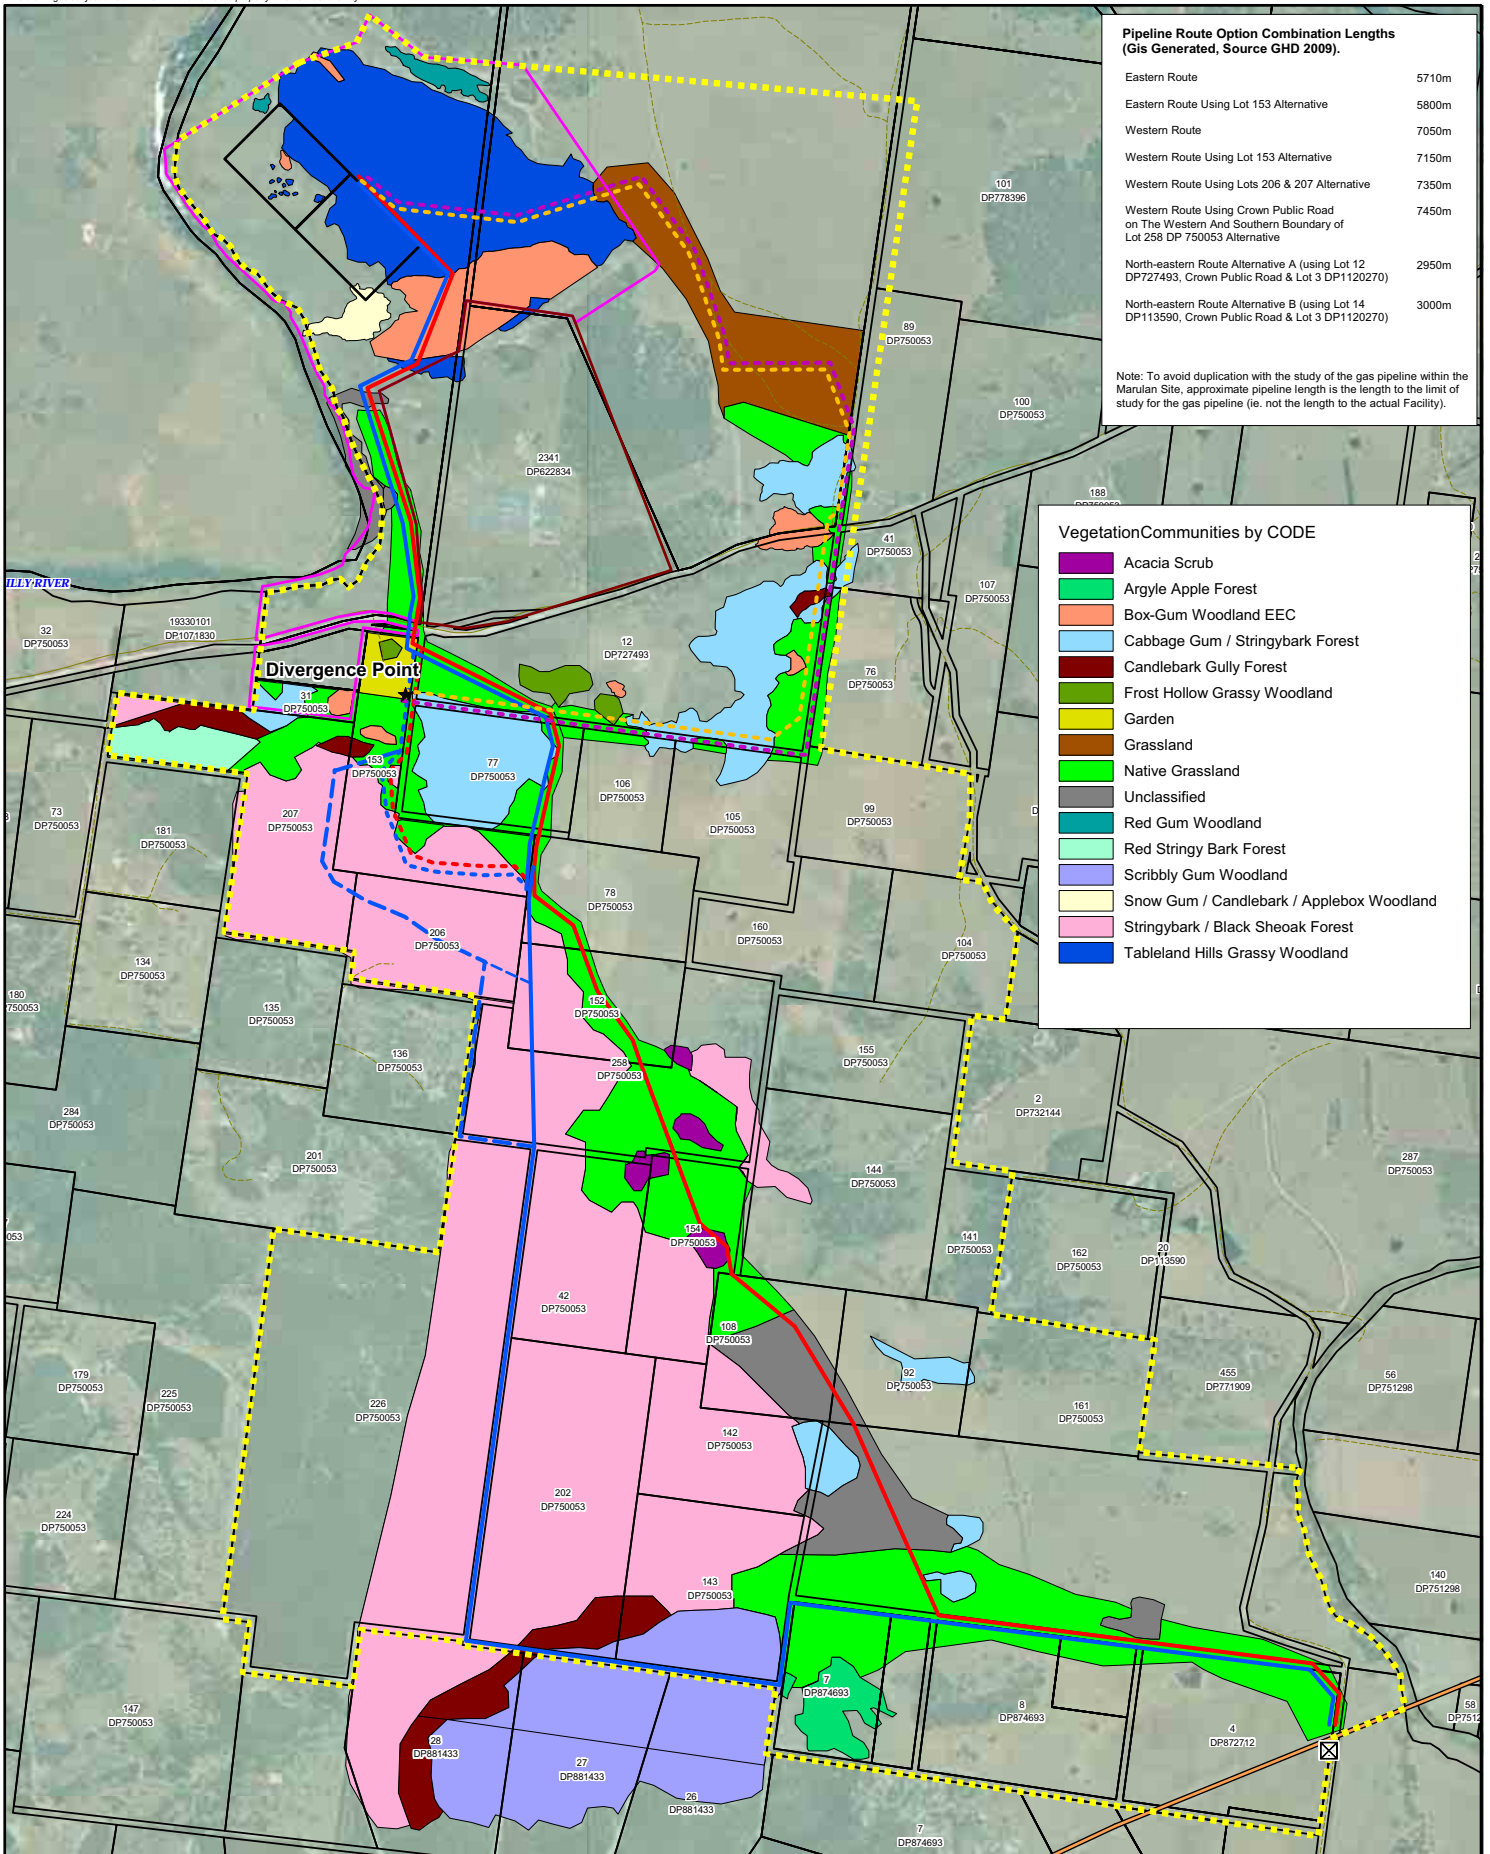 Pipeline Route Option Combination Lengths
(Gis Generated, Source GHD 2009).
Eastern Route 5710m
Eastern Route Using Lot 153 Alternative 5800m
Western Route 7050m
Western Route Using Lot 153 Alternative 7150m
Western Route Using Lots 206 & 207 Alternative 7350m
Western Route Using Crown Public Road 7450m
on The Western And Southern Boundary of
Lot 258 DP 750053 Alternative
North-eastern Route Alternative A (using Lot 12 2950m
DP727493, Crown Public Road & Lot 3 DP1120270)
North-eastern Route Alternative B (using Lot 14 3000m
DP113590, Crown Public Road & Lot 3 DP1120270)
Note: To avoid duplication with the study of the gas pipeline within the
Marulan Site, approximate pipeline length is the length to the limit of
study for the gas pipeline (ie. not the length to the actual Facility).
101
DP778396
89
DP750053
100
DP750053
2341
DP622834
188
41
DP750053
107
DP750053
VegetationCommunities by CODE
Acacia Scrub
Argyle Apple Forest
Box-Gum Woodland EEC
Cabbage Gum / Stringybark Forest
Candlebark Gully Forest
Frost Hollow Grassy Woodland
Garden
Grassland
Native Grassland
Unclassified
Red Gum Woodland
Red Stringy Bark Forest
Scribbly Gum Woodland
Snow Gum / Candlebark / Applebox Woodland
Stringybark / Black Sheoak Forest
Tableland Hills Grassy Woodland
ILLY RIVER
32
DP750053
19330101
DP1071830
12
DP727493
76
DP750053
Divergence Point
31
DP750053
153
DP750053
77
DP750053
106
DP750053
105
DP750053
99
DP750053
73
DP750053
181
DP750053
207
DP750053
78
DP750053
160
DP750053
104
DP750053
206
DP750053
134
DP750053
180
750053
135
DP750053
152
DP750053
136
DP750053
258
DP750053
155
DP750053
2
DP732144
284
DP750053
201
DP750053
144
DP750053
287
DP750053
053
154
DP750053
141
DP750053
162
DP750053
20
DP113590
42
DP750053
108
DP750053
179
DP750053
225
DP750053
226
DP750053
92
DP750053
161
DP750053
455
DP771909
56
DP751298
142
DP750053
202
DP750053
224
DP750053
143
DP750053
140
DP751298
147
DP750053
7
DP874693
8
DP874693
58
DP7512
4
DP872712
28
DP881433
27
DP881433
26
DP881433
7
DP874693